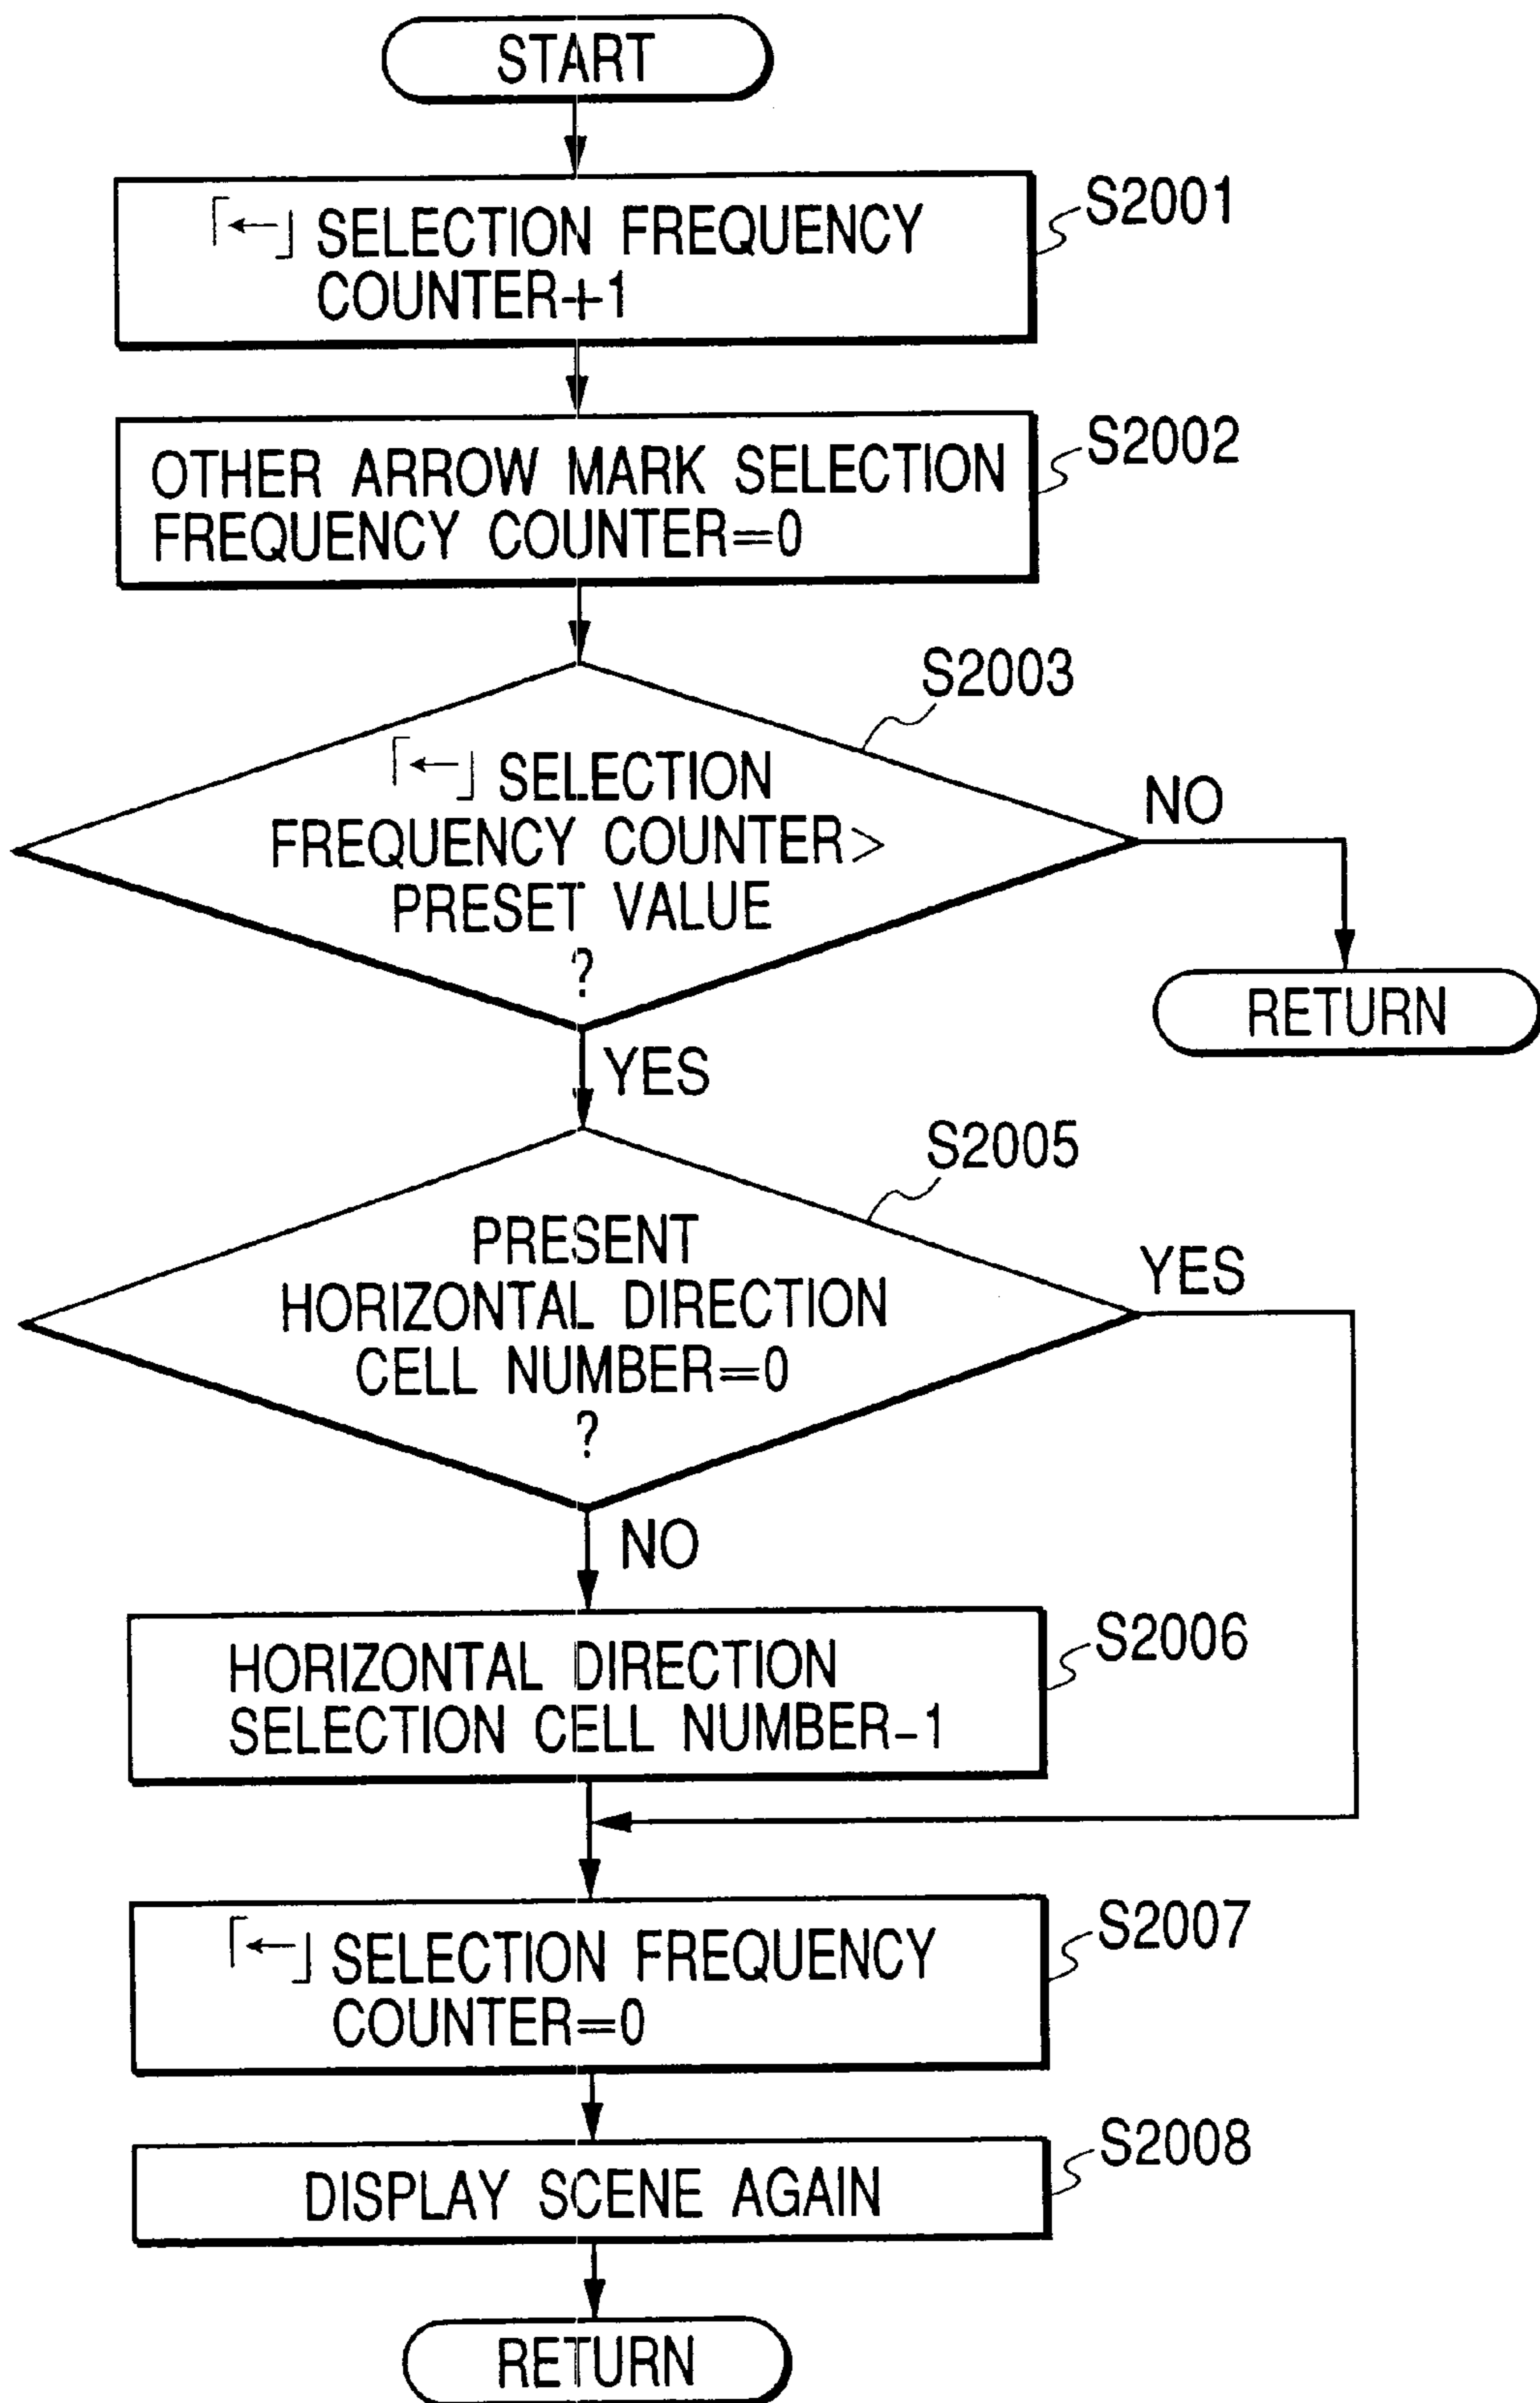 START
「←」 SELECTION FREQUENCY
COUNTER+1
S2001
OTHER ARROW MARK SELECTION
FREQUENCY COUNTER=0
S2002
S2003
「←」 SELECTION
FREQUENCY COUNTER>
PRESET VALUE
?
NO
RETURN
YES
S2005
PRESENT
HORIZONTAL DIRECTION
CELL NUMBER=0
?
YES
NO
HORIZONTAL DIRECTION
SELECTION CELL NUMBER-1
S2006
「←」 SELECTION FREQUENCY
COUNTER=0
S2007
DISPLAY SCENE AGAIN
S2008
RETURN